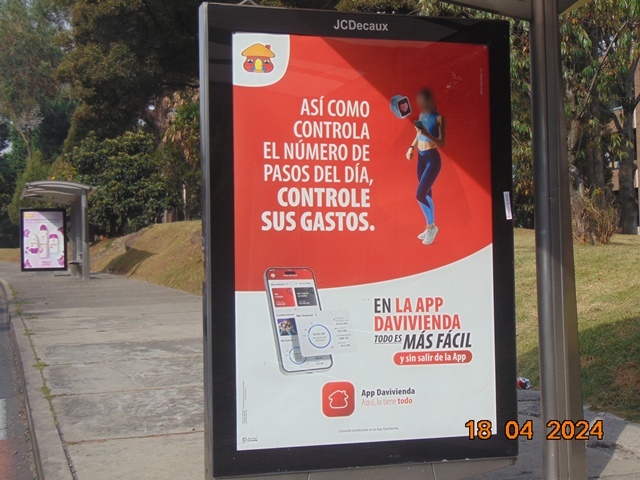 JCDecaux
ASÍ COMO
CONTROLA
EL NÚMERO DE
PASOS DEL DÍA,
CONTROLE
SUS GASTOS.
EN LA APP
DAVIVIENDA
TODO ES MÁS FÁCIL
y sin salir de la App
App Davivienda
Aquí, lo tiene todo
18 04 2024